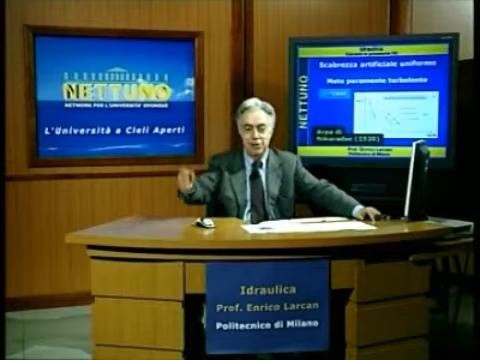 NETTUNO
NETWORK PER L'UNIVERSITA' OVUNQUE
L'Università a Cieli Aperti
Idraulica
Scabrezza artificiale uniforme
Moto puramente turbolento
NETTUNO
Arpa di
Nikuradse (1930)
Prof. Enrico Larcan
Politecnico di Milano
Idraulica
Prof. Enrico Larcan
Politecnico di Milano